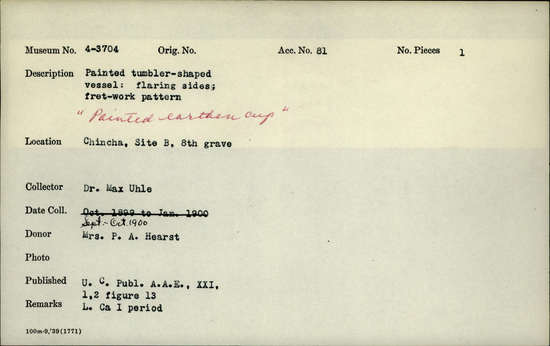 Museum No. 4-3704 Orig. No. Acc. No. 81 No. Pieces 1
Description Painted tumbler-shaped
vessel: flaring sides;
fret-work pattern
"Painted earthen cup"
Location Chincha, Site B, 8th grave
Collector Dr. Max Uhle
Date Coll. Oct. 1899 to Jan. 1900
Sept - Oct. 1900
Donor Mrs. P. A. Hearst
Photo
Published U. C. Publ. A.A.E., XXI,
1,2 figure 13
Remarks L. Ca I period
100m-9,'39(1771)